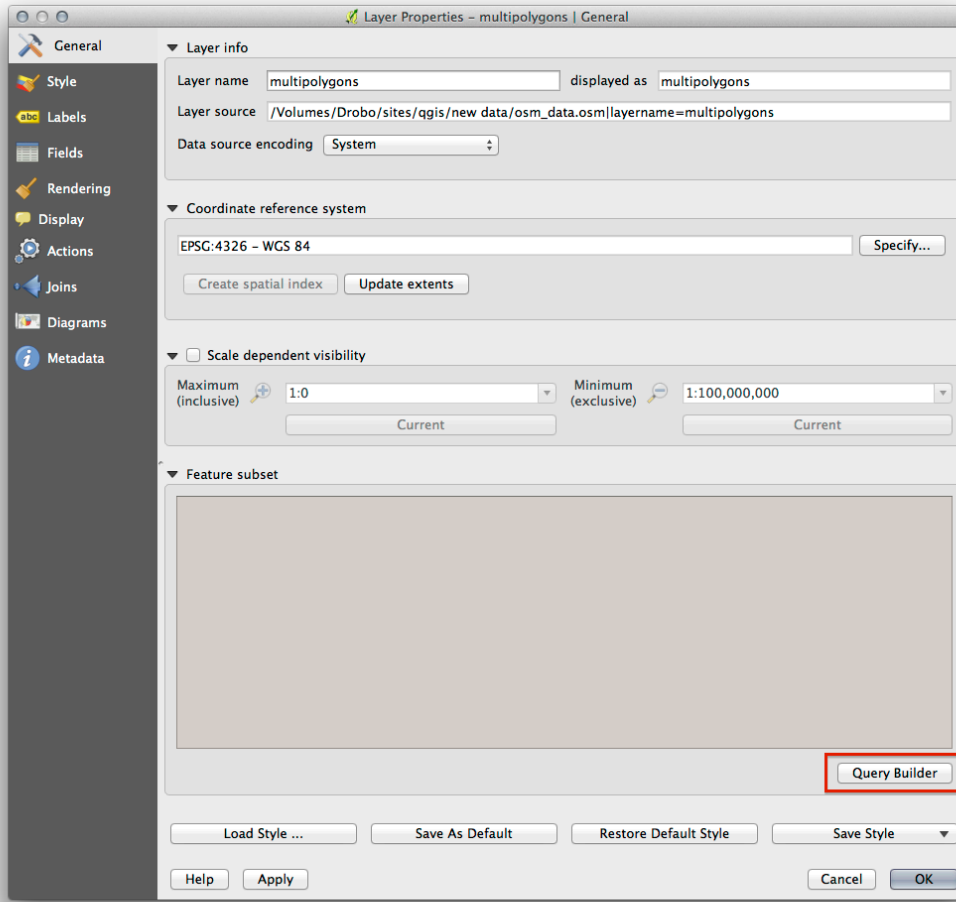 Layer Properties – multipolygons | General
General
Style
abc Labels
Fields
Rendering
Display
Actions
Joins
Diagrams
Metadata
Layer info
Layer name multipolygons displayed as multipolygons
Layer source /Volumes/Drobo/sites/qgis/new data/osm_data.osm|layername=multipolygons
Data source encoding System
Coordinate reference system
EPSG:4326 – WGS 84 Specify...
Create spatial index Update extents
Scale dependent visibility
Maximum (inclusive) 1:0 Minimum (exclusive) 1:100,000,000
Current Current
Feature subset
Query Builder
Load Style ... Save As Default Restore Default Style Save Style
Help Apply Cancel OK